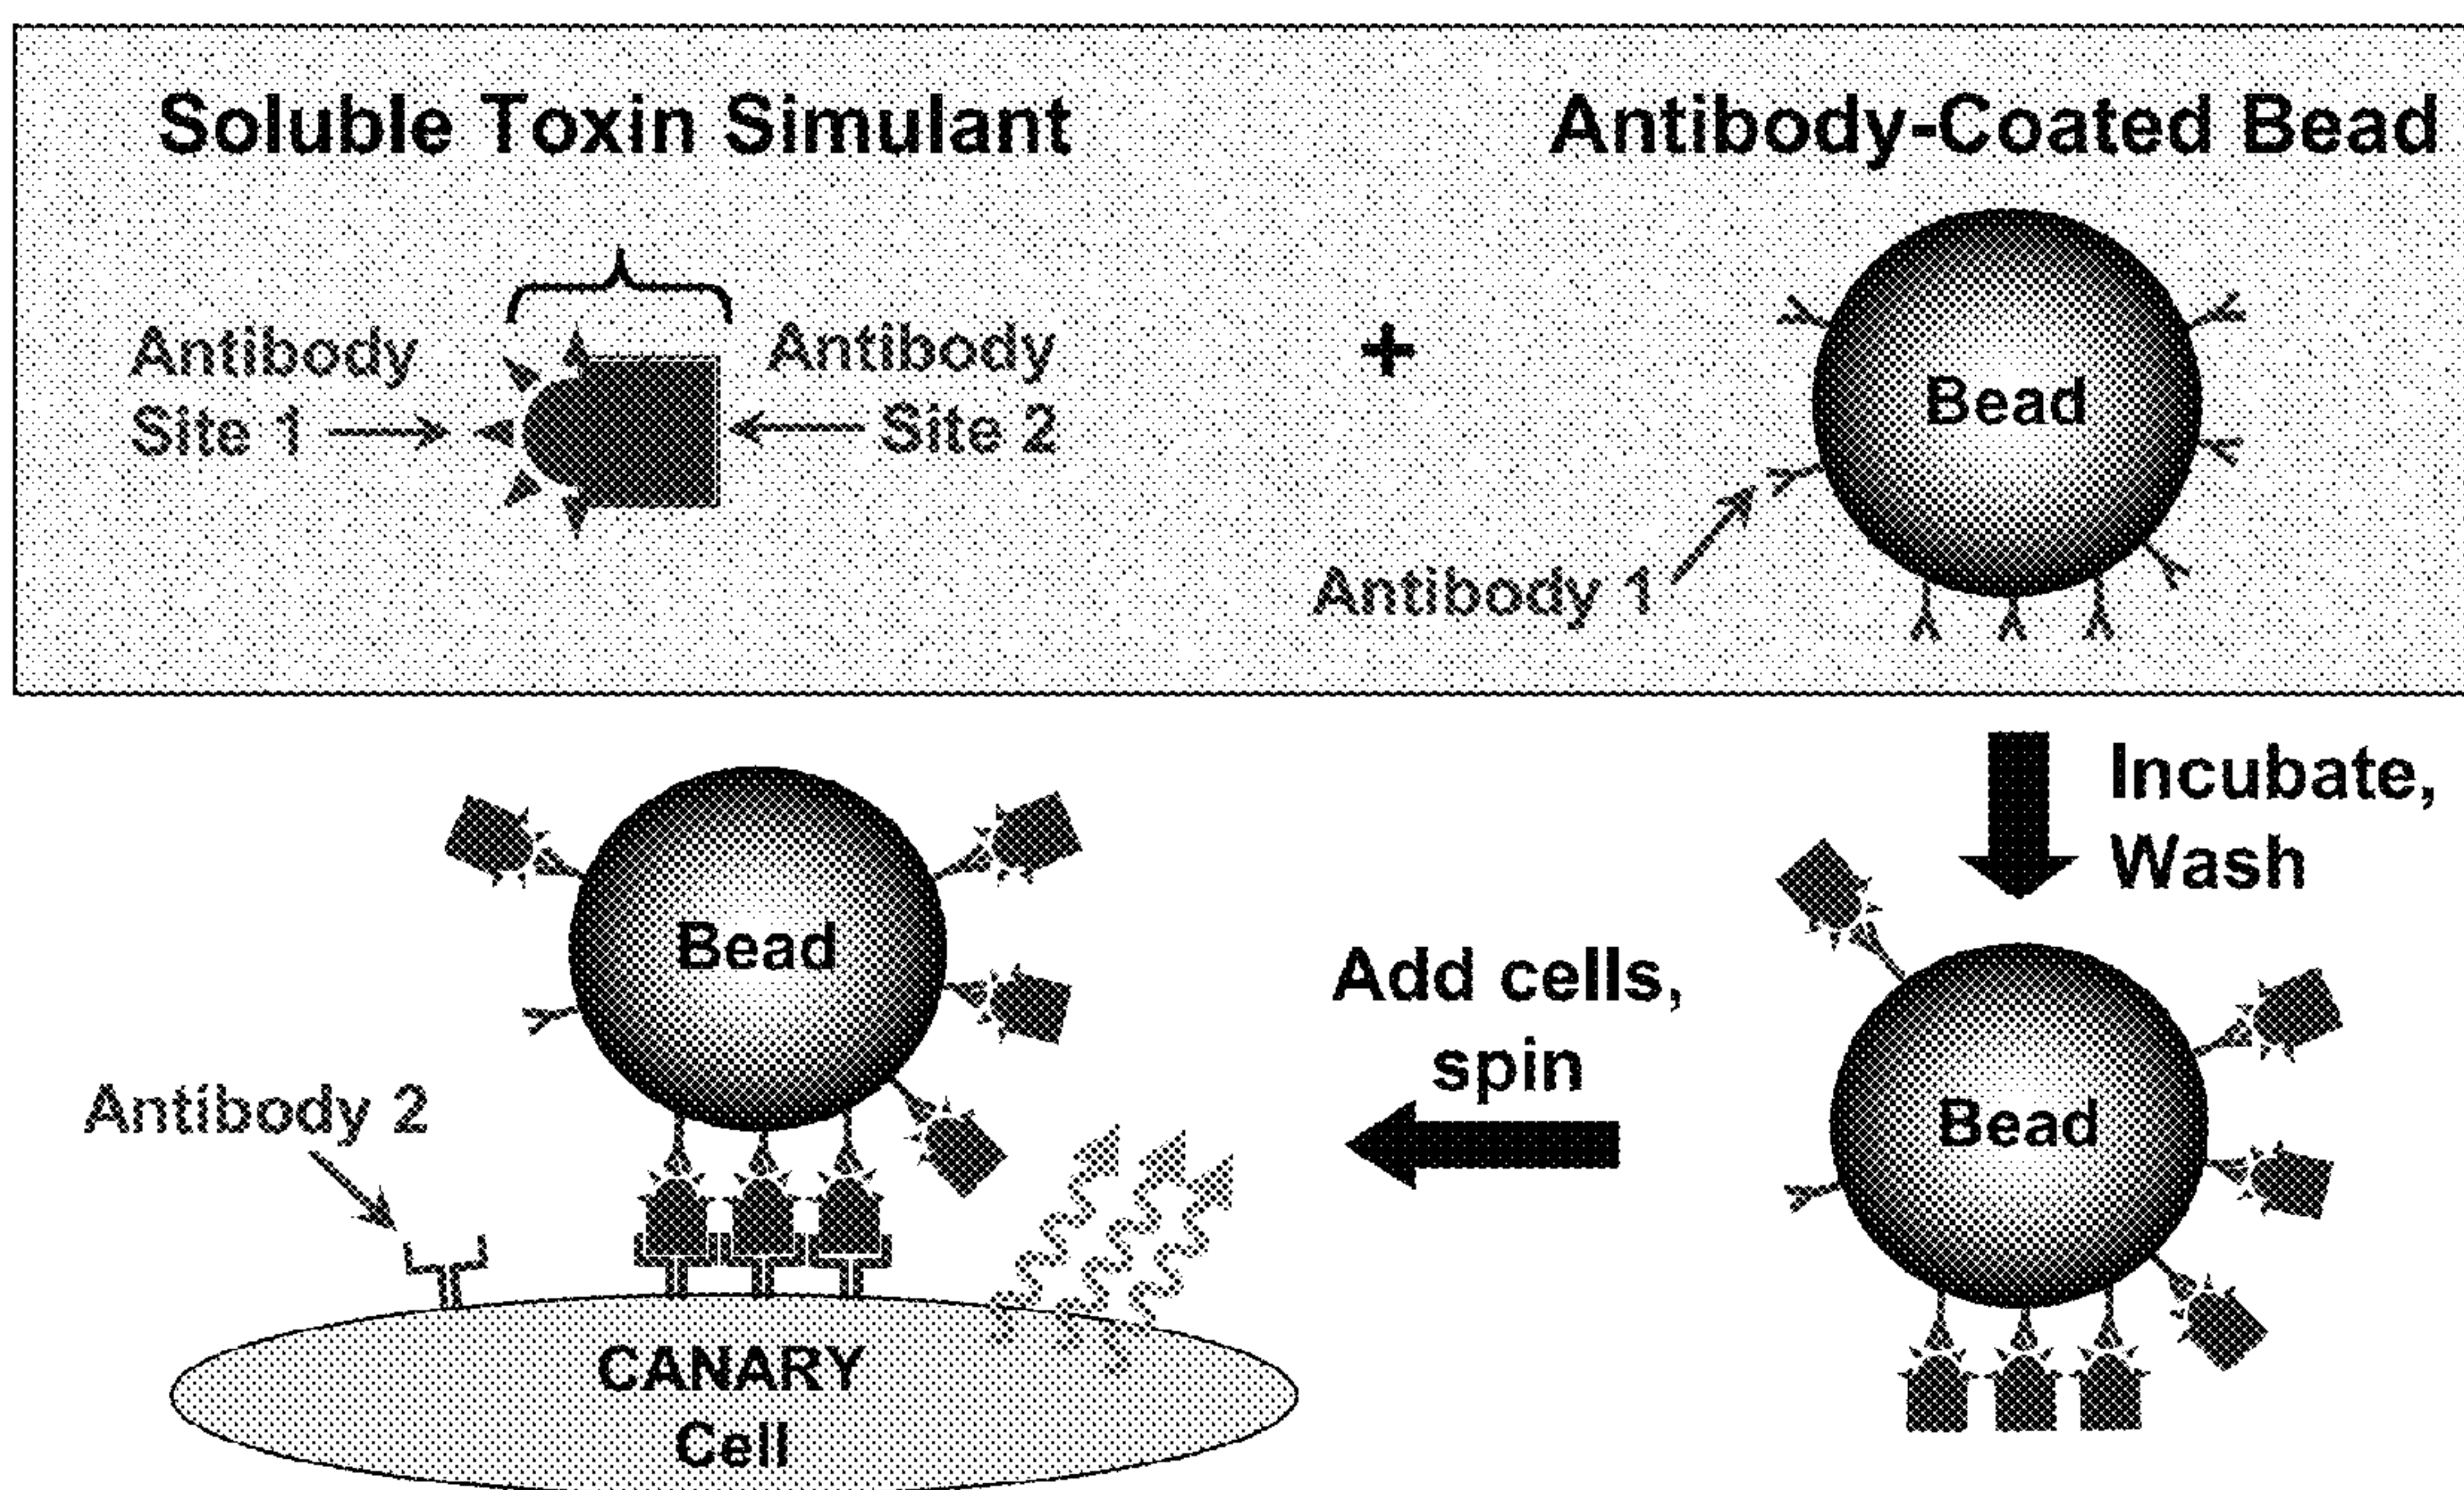 Soluble Toxin Simulant
Antibody-Coated Bead
Antibody
Site 1
Antibody
Site 2
+
Bead
Antibody 1
Incubate,
Wash
Bead
Add cells,
spin
Bead
Antibody 2
CANARY
Cell